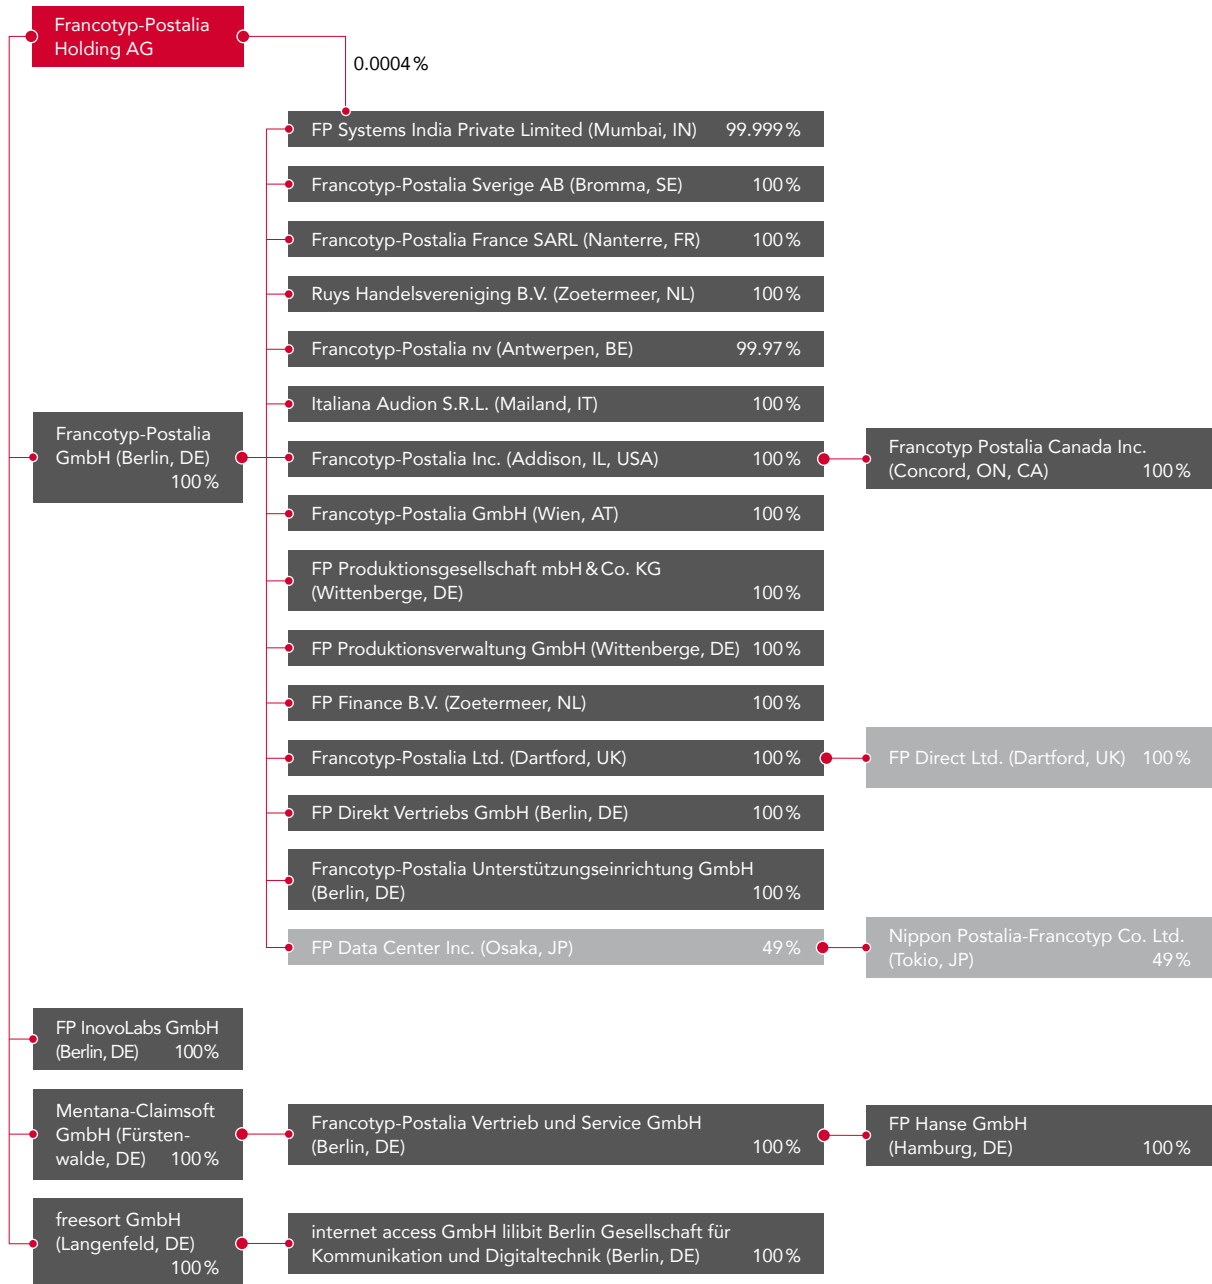 Francotyp-Postalia
Holding AG
0.0004 %
FP Systems India Private Limited (Mumbai, IN) 99.999 %
Francotyp-Postalia Sverige AB (Bromma, SE) 100 %
Francotyp-Postalia France SARL (Nanterre, FR) 100 %
Ruys Handelsvereniging B.V. (Zoetermeer, NL) 100 %
Francotyp-Postalia nv (Antwerpen, BE) 99.97 %
Italiana Audion S.R.L. (Mailand, IT) 100 %
Francotyp-Postalia
GmbH (Berlin, DE)
100 %
Francotyp-Postalia Inc. (Addison, IL, USA) 100 %
Francotyp Postalia Canada Inc.
(Concord, ON, CA) 100 %
Francotyp-Postalia GmbH (Wien, AT) 100 %
FP Produktionsgesellschaft mbH & Co. KG
(Wittenberge, DE) 100 %
FP Produktionsverwaltung GmbH (Wittenberge, DE) 100 %
FP Finance B.V. (Zoetermeer, NL) 100 %
Francotyp-Postalia Ltd. (Dartford, UK) 100 %
FP Direct Ltd. (Dartford, UK) 100 %
FP Direkt Vertriebs GmbH (Berlin, DE) 100 %
Francotyp-Postalia Unterstützungseinrichtung GmbH
(Berlin, DE) 100 %
FP Data Center Inc. (Osaka, JP) 49 %
Nippon Postalia-Francotyp Co. Ltd.
(Tokio, JP) 49 %
FP InovoLabs GmbH
(Berlin, DE) 100 %
Mentana-Claimsoft
GmbH (Fürsten-
walde, DE) 100 %
Francotyp-Postalia Vertrieb und Service GmbH
(Berlin, DE) 100 %
FP Hanse GmbH
(Hamburg, DE) 100 %
freesort GmbH
(Langenfeld, DE)
100 %
internet access GmbH lilibit Berlin Gesellschaft für
Kommunikation und Digitaltechnik (Berlin, DE) 100 %